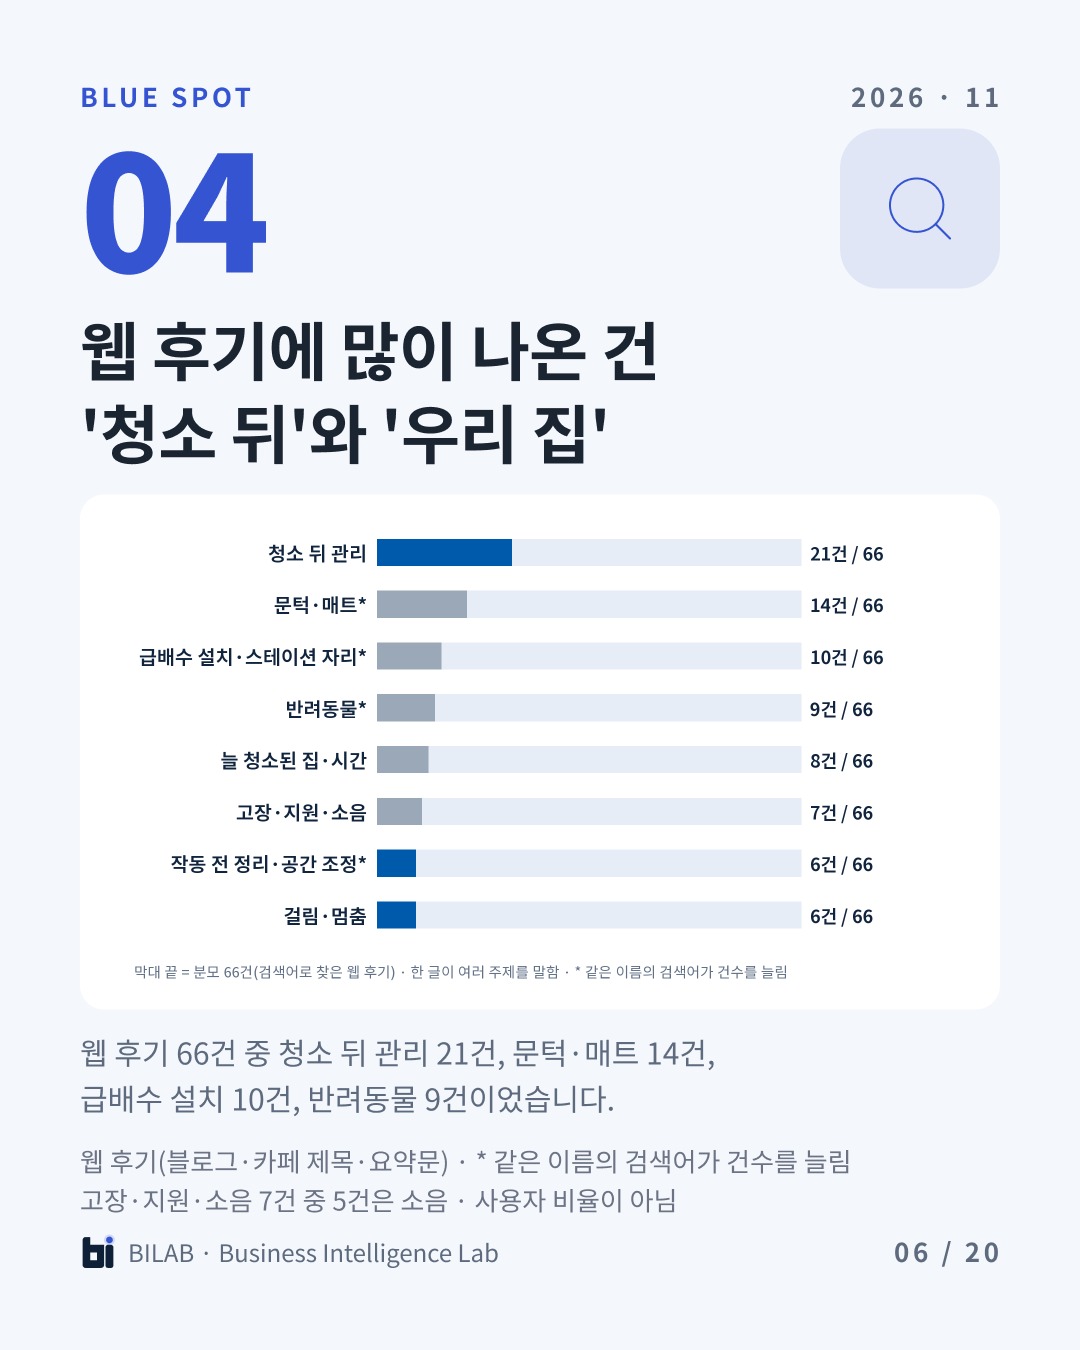 BLUE SPOT
2026 · 11
04
웹 후기에 많이 나온 건
'청소 뒤'와 '우리 집'
청소 뒤 관리 21건 / 66
문턱·매트* 14건 / 66
급배수 설치·스테이션 자리* 10건 / 66
반려동물* 9건 / 66
늘 청소된 집·시간 8건 / 66
고장·지원·소음 7건 / 66
작동 전 정리·공간 조정* 6건 / 66
걸림·멈춤 6건 / 66
막대 끝 = 분모 66건(검색어로 찾은 웹 후기) · 한 글이 여러 주제를 말함 · * 같은 이름의 검색어가 건수를 늘림
웹 후기 66건 중 청소 뒤 관리 21건, 문턱·매트 14건,
급배수 설치 10건, 반려동물 9건이었습니다.
웹 후기(블로그·카페 제목·요약문) · * 같은 이름의 검색어가 건수를 늘림
고장·지원·소음 7건 중 5건은 소음 · 사용자 비율이 아님
bi BILAB · Business Intelligence Lab
06 / 20